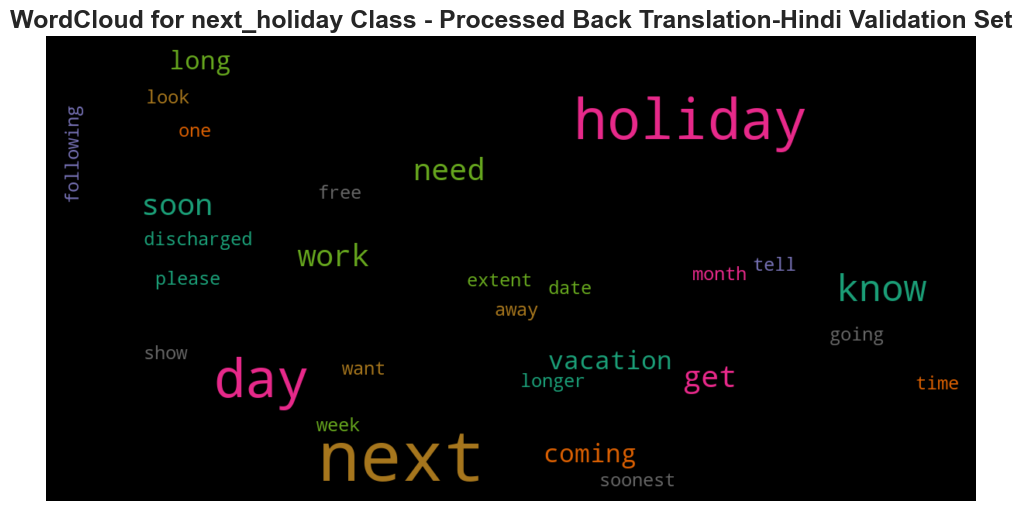 WordCloud for next_holiday Class - Processed Back Translation-Hindi Validation Set
long
look
one
following
holiday
need
free
soon
discharged
work
please
extent
date
away
month
tell
know
going
show
day
want
vacation
longer
get
time
week
next
coming
soonest